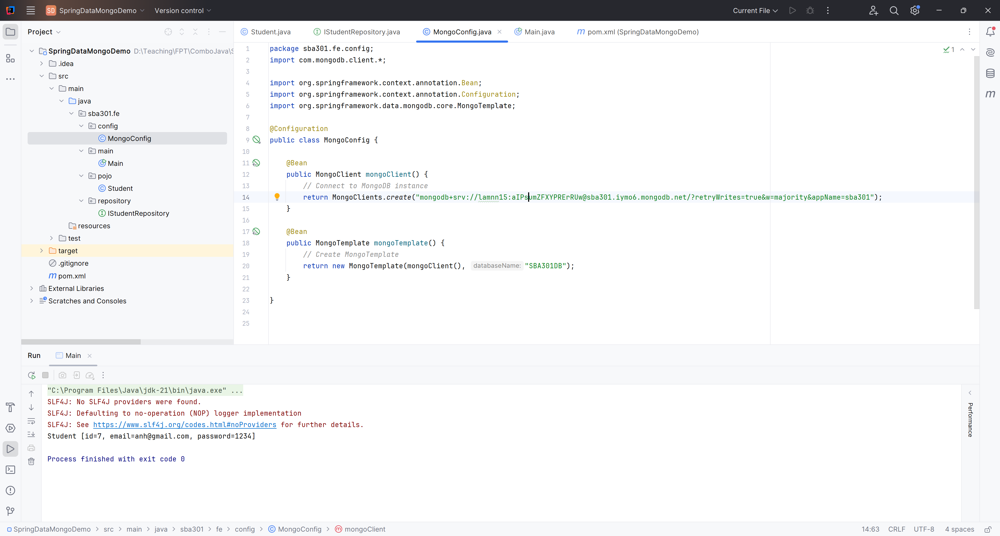 SD SpringDataMongoDemo Version control Current File
Project
Student.java IStudentRepository.java MongoConfig.java Main.java m pom.xml (SpringDataMongoDemo)
SpringDataMongoDemo D:\Teaching\FPT\ComboJava\S
.idea
src
main
java
sba301.fe
config
MongoConfig
main
Main
pojo
Student
repository
IStudentRepository
resources
test
target
.gitignore
m pom.xml
External Libraries
Scratches and Consoles
1 package sba301.fe.config;
2 import com.mongodb.client.*;
3
4 import org.springframework.context.annotation.Bean;
5 import org.springframework.context.annotation.Configuration;
6 import org.springframework.data.mongodb.core.MongoTemplate;
7
8 @Configuration
9 public class MongoConfig {
10
11 @Bean
12 public MongoClient mongoClient() {
13 // Connect to MongoDB instance
14 return MongoClients.create("mongodb+srv://lamnn15:aIPsumZFXYPRErRUw@sba301.iymo6.mongodb.net/?retryWrites=true&w=majority&appName=sba301");
15 }
16
17 @Bean
18 public MongoTemplate mongoTemplate() {
19 // Create MongoTemplate
20 return new MongoTemplate(mongoClient(), databaseName: "SBA301DB");
21 }
22
23 }
24
25
1
Run Main
"C:\Program Files\Java\jdk-21\bin\java.exe" ...
SLF4J: No SLF4J providers were found.
SLF4J: Defaulting to no-operation (NOP) logger implementation
SLF4J: See https://www.slf4j.org/codes.html#noProviders for further details.
Student [id=7, email=anh@gmail.com, password=1234]
Process finished with exit code 0
Performance
SpringDataMongoDemo > src > main > java > sba301 > fe > config > MongoConfig > mongoClient 14:63 CRLF UTF-8 4 spaces